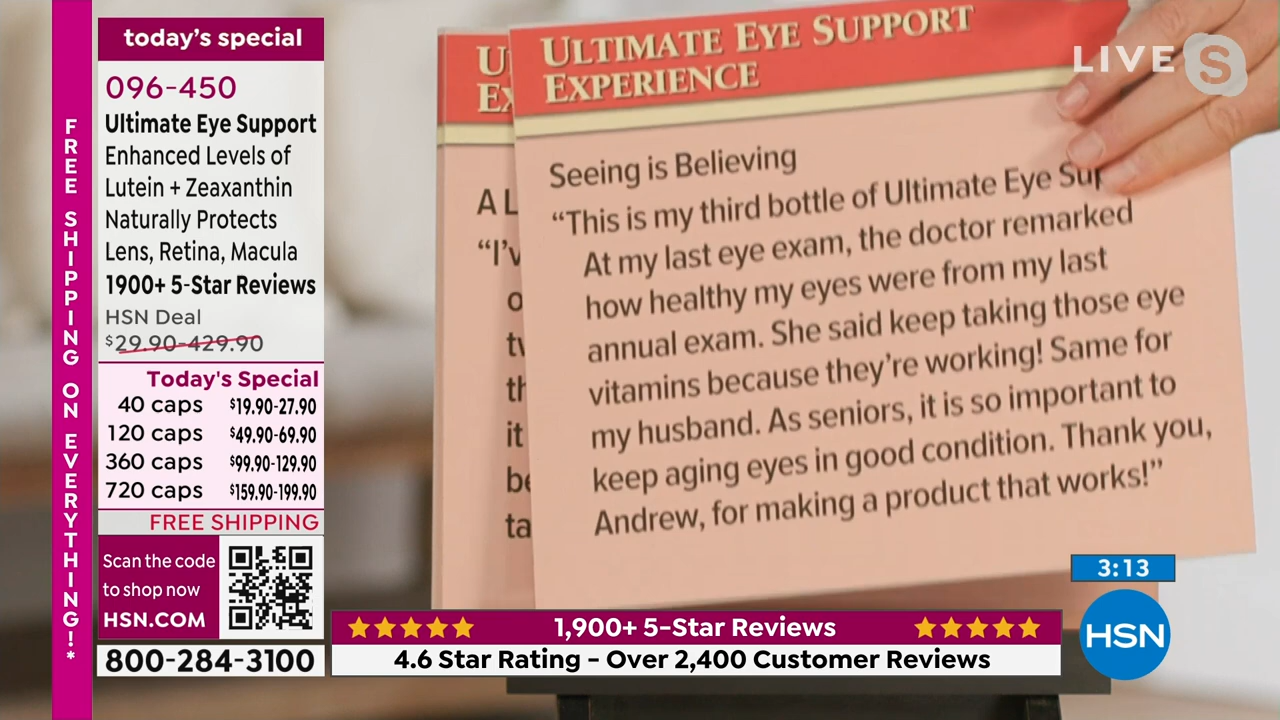 FREE SHIPPING ON EVERYTHING!*
today's special
096-450
Ultimate Eye Support
Enhanced Levels of
Lutein + Zeaxanthin
Naturally Protects
Lens, Retina, Macula
1900+ 5-Star Reviews
HSN Deal
$29.90-429.90
Today's Special
40 caps $19.90-27.90
120 caps $49.90-69.90
360 caps $99.90-129.90
720 caps $159.90-199.90
FREE SHIPPING
Scan the code
to shop now
HSN.COM
800-284-3100
ULTIMATE EYE SUPPORT
EXPERIENCE
Seeing is Believing
“This is my third bottle of Ultimate Eye
At my last eye exam, the doctor remarked
how healthy my eyes were from my last
annual exam. She said keep taking those eye
vitamins because they're working! Same for
my husband. As seniors, it is so important to
keep aging eyes in good condition. Thank you,
Andrew, for making a product that works!”
A
“I'v
it
LIVE S
3:13
HSN
1,900+ 5-Star Reviews
4.6 Star Rating - Over 2,400 Customer Reviews